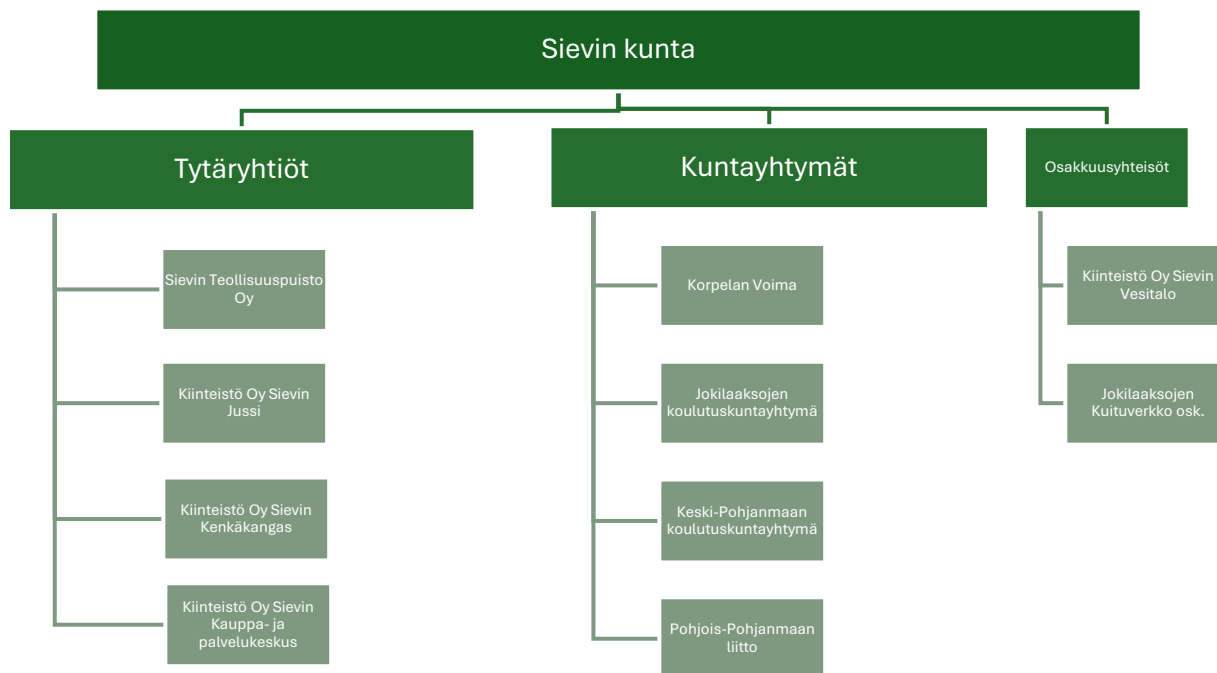 Sievin kunta
Tytäryhtiöt
Sievin Teollisuuspuisto
Oy
Kiinteistö Oy Sievin
Jussi
Kiinteistö Oy Sievin
Kenkäkangas
Kiinteistö Oy Sievin
Kauppa- ja
palvelukeskus
Kuntayhtymät
Korpelan Voima
Jokilaaksojen
koulutuskuntayhtymä
Keski-Pohjanmaan
koulutuskuntayhtymä
Pohjois-Pohjanmaan
liitto
Osakkuusyhteisöt
Kiinteistö Oy Sievin
Vesitalo
Jokilaaksojen
Kuituverkko osk.